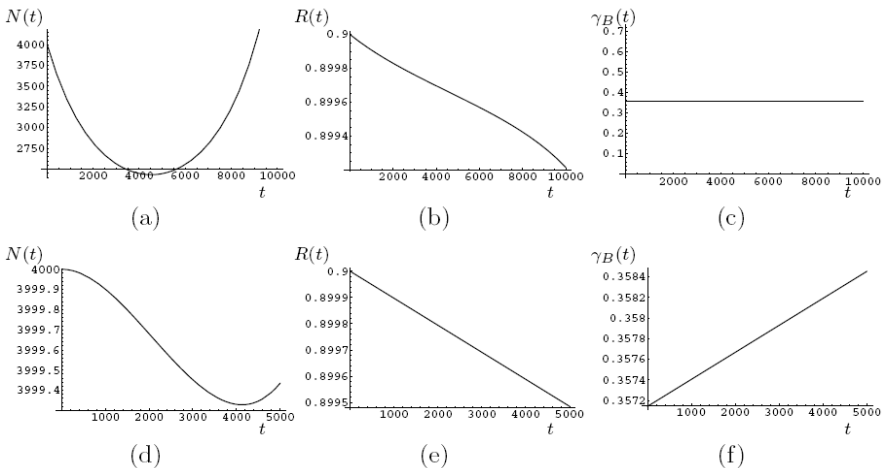 N(t)
4000
3750
3500
3250
3000
2750
2000 4000 6000 8000 10000
t
(a)
R(t)
0.9
0.8998
0.8996
0.8994
2000 4000 6000 8000 10000
t
(b)
γB(t)
0.7
0.6
0.5
0.4
0.3
0.2
0.1
2000 4000 6000 8000 10000
t
(c)
N(t)
4000
3999.9
3999.8
3999.7
3999.6
3999.5
3999.4
1000 2000 3000 4000 5000
t
(d)
R(t)
0.9
0.8999
0.8998
0.8997
0.8996
0.8995
1000 2000 3000 4000 5000
t
(e)
γB(t)
0.3584
0.3582
0.358
0.3578
0.3576
0.3574
0.3572
1000 2000 3000 4000 5000
t
(f)